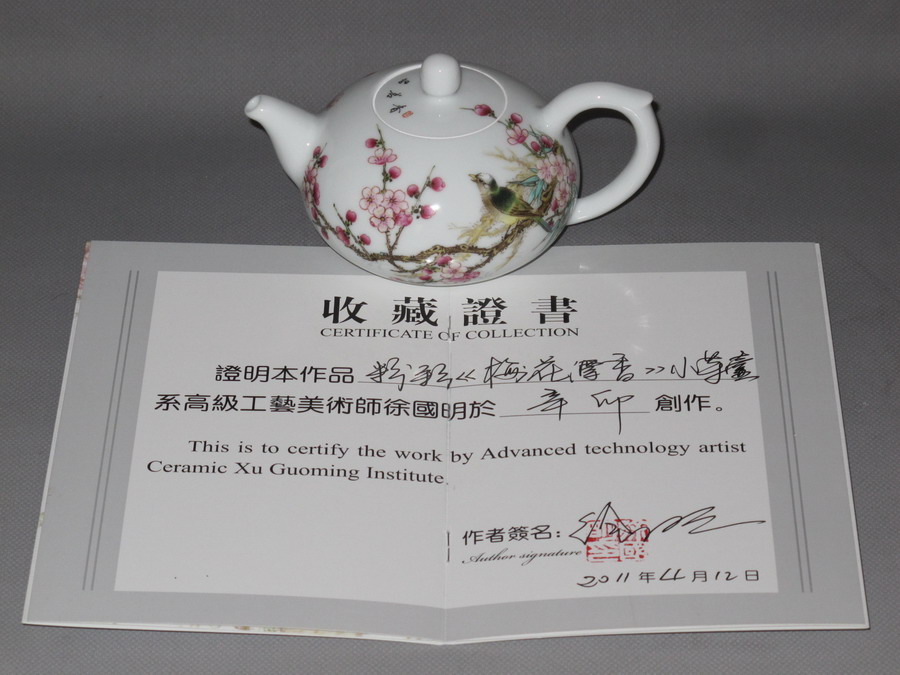 收藏證書
CERTIFICATE OF COLLECTION
證明本作品 粉彩《梅花傳香》小草壺
系高級工藝美術師徐國明於 辛卯 創作。
This is to certify the work by Advanced technology artist
Ceramic Xu Guoming Institute.
作者簽名:
Author signature
2011年4月12日